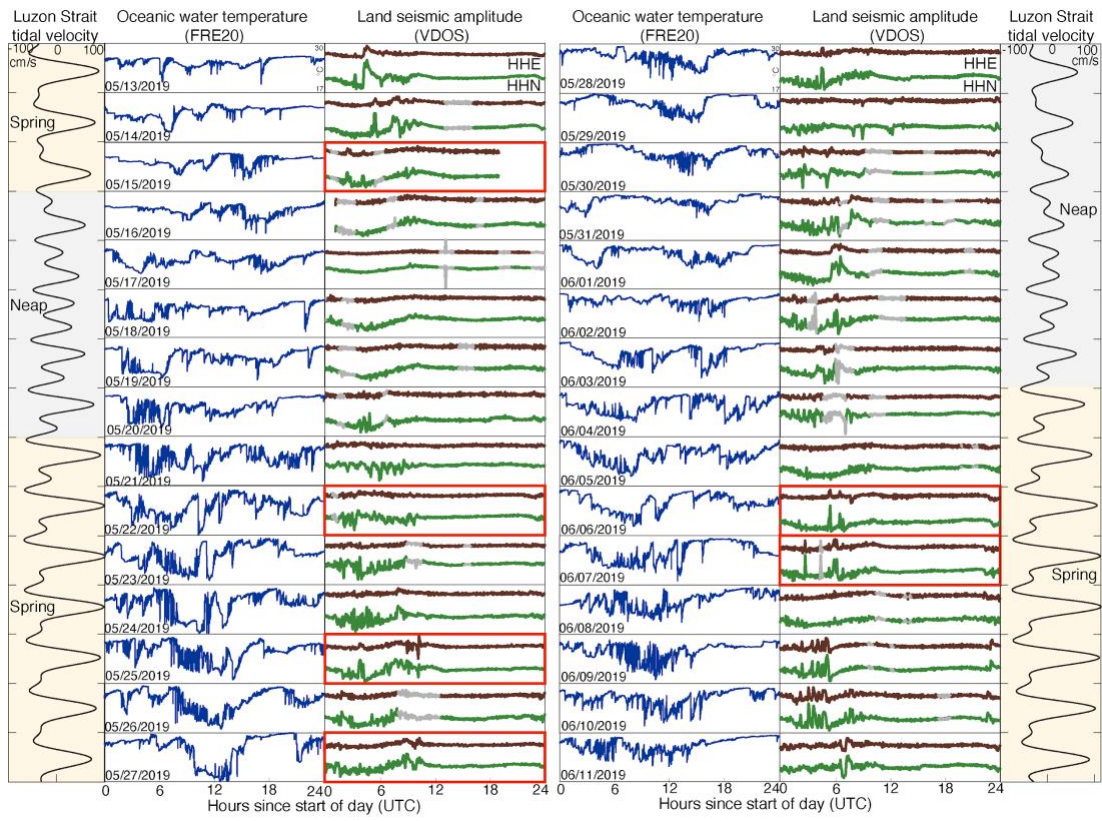 Luzon Strait
tidal velocity
Oceanic water temperature
(FRE20)
Land seismic amplitude
(VDOS)
Oceanic water temperature
(FRE20)
Land seismic amplitude
(VDOS)
Luzon Strait
tidal velocity
-100 0 100
cm/s
Spring
Neap
Spring
05/13/2019
05/14/2019
05/15/2019
05/16/2019
05/17/2019
05/18/2019
05/19/2019
05/20/2019
05/21/2019
05/22/2019
05/23/2019
05/24/2019
05/25/2019
05/26/2019
05/27/2019
30
°C
17
HHE
HHN
0 6 12 18 24
0 6 12 18 24
Hours since start of day (UTC)
05/28/2019
05/29/2019
05/30/2019
05/31/2019
06/01/2019
06/02/2019
06/03/2019
06/04/2019
06/05/2019
06/06/2019
06/07/2019
06/08/2019
06/09/2019
06/10/2019
06/11/2019
30
°C
17
HHE
HHN
0 6 12 18 24
0 6 12 18 24
Hours since start of day (UTC)
-100 0 100
cm/s
Neap
Spring